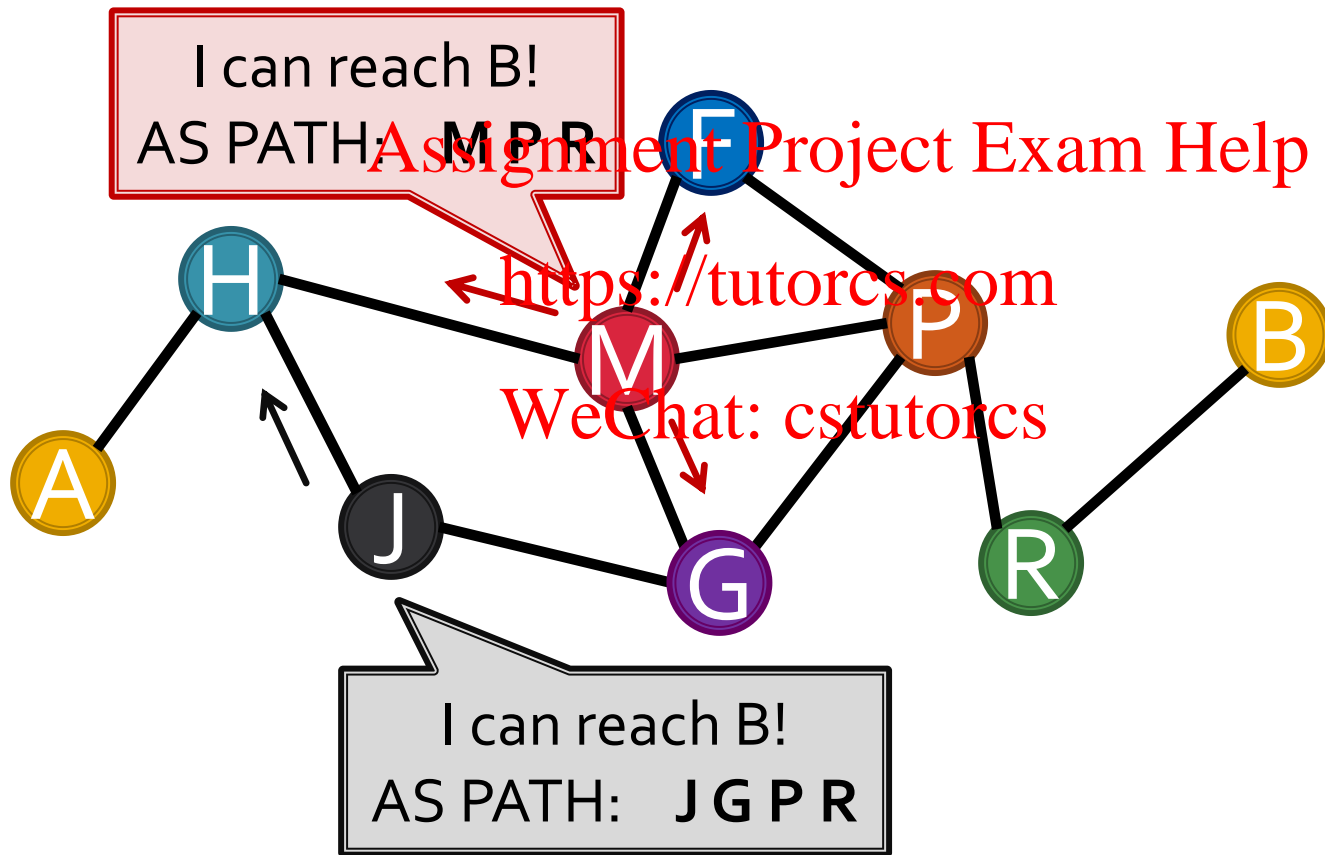 I can reach B!
AS PATH: M P R
Assignment Project Exam Help
F
H
https://tutorcs.com
P
B
M
WeChat: cstutorcs
A
J
G
R
I can reach B!
AS PATH: J G P R